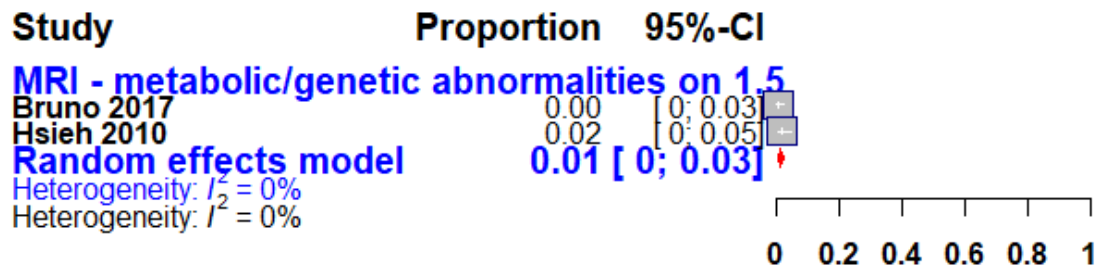 Study Proportion 95%-CI
MRI - metabolic/genetic abnormalities on 1.5
Bruno 2017 0.00 [ 0; 0.03]
Hsieh 2010 0.02 [ 0; 0.05]
Random effects model 0.01 [ 0; 0.03]
Heterogeneity: I² = 0%
Heterogeneity: I² = 0%
0 0.2 0.4 0.6 0.8 1